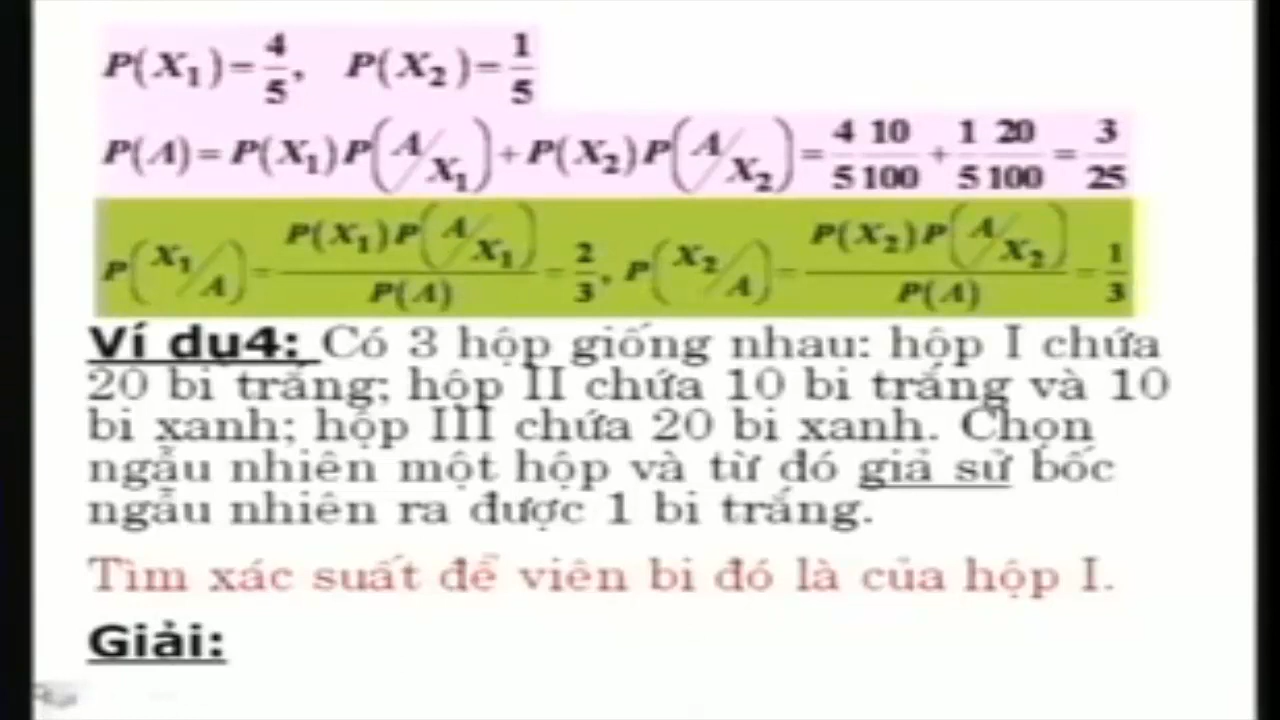 P(X₁)=4/5, P(X₂)=1/5
P(A)=P(X₁)P(A/X₁)+P(X₂)P(A/X₂)=4/5 10/100+1/5 20/100=3/25
P(X₁/A)=P(X₁)P(A/X₁)/P(A)=2/3, P(X₂/A)=P(X₂)P(A/X₂)/P(A)=1/3
Ví dụ4: Có 3 hộp giống nhau: hộp I chứa
20 bi trắng; hộp II chứa 10 bi trắng và 10
bi xanh; hộp III chứa 20 bi xanh. Chọn
ngẫu nhiên một hộp và từ đó giả sử bốc
ngẫu nhiên ra được 1 bi trắng.
Tìm xác suất để viên bi đó là của hộp I.
Giải: